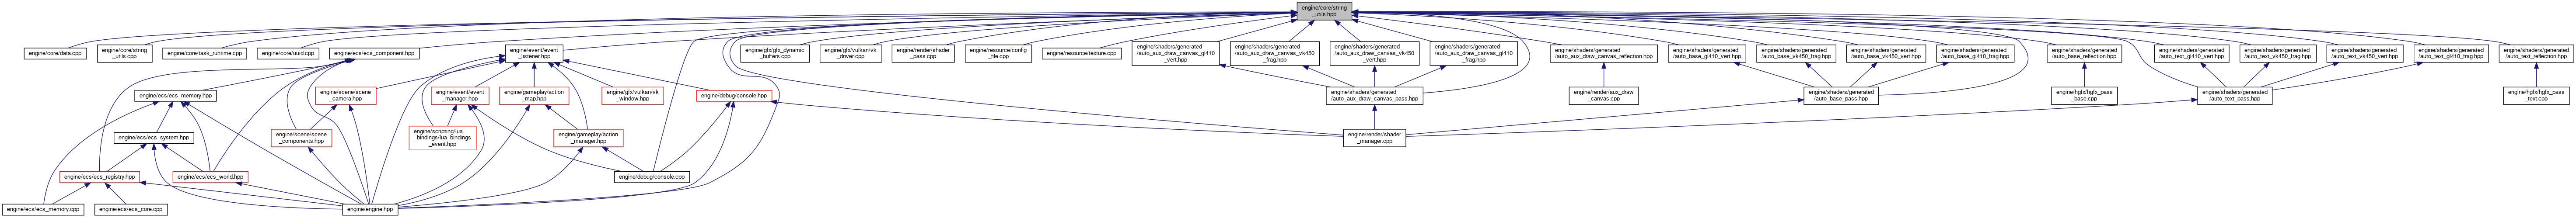 engine/core/string
_utils.hpp
engine/core/data.cpp
engine/core/string
_utils.cpp
engine/core/task_runtime.cpp
engine/core/uuid.cpp
engine/ecs/ecs_component.hpp
engine/event/event
_listener.hpp
engine/gfx/gfx_dynamic
_buffers.cpp
engine/gfx/vulkan/vk
_driver.cpp
engine/render/shader
_pass.cpp
engine/resource/config
_file.cpp
engine/resource/texture.cpp
engine/shaders/generated
/auto_aux_draw_canvas_gl410
_vert.hpp
engine/shaders/generated
/auto_aux_draw_canvas_vk450
_frag.hpp
engine/shaders/generated
/auto_aux_draw_canvas_vk450
_vert.hpp
engine/shaders/generated
/auto_aux_draw_canvas_gl410
_frag.hpp
engine/shaders/generated
/auto_aux_draw_canvas_reflection.hpp
engine/shaders/generated
/auto_base_gl410_vert.hpp
engine/shaders/generated
/auto_base_vk450_frag.hpp
engine/shaders/generated
/auto_base_vk450_vert.hpp
engine/shaders/generated
/auto_base_gl410_frag.hpp
engine/shaders/generated
/auto_base_reflection.hpp
engine/shaders/generated
/auto_text_gl410_vert.hpp
engine/shaders/generated
/auto_text_vk450_frag.hpp
engine/shaders/generated
/auto_text_vk450_vert.hpp
engine/shaders/generated
/auto_text_gl410_frag.hpp
engine/shaders/generated
/auto_text_reflection.hpp
engine/ecs/ecs_memory.hpp
engine/scene/scene
_camera.hpp
engine/event/event
_manager.hpp
engine/gameplay/action
_map.hpp
engine/gfx/vulkan/vk
_window.hpp
engine/debug/console.hpp
engine/shaders/generated
/auto_aux_draw_canvas_pass.hpp
engine/render/aux_draw
_canvas.cpp
engine/shaders/generated
/auto_base_pass.hpp
engine/hgfx/hgfx_pass
_base.cpp
engine/shaders/generated
/auto_text_pass.hpp
engine/hgfx/hgfx_pass
_text.cpp
engine/ecs/ecs_system.hpp
engine/scene/scene
_components.hpp
engine/scripting/lua
_bindings/lua_bindings
_event.hpp
engine/gameplay/action
_manager.hpp
engine/render/shader
_manager.cpp
engine/ecs/ecs_registry.hpp
engine/ecs/ecs_world.hpp
engine/debug/console.cpp
engine/ecs/ecs_memory.cpp
engine/ecs/ecs_core.cpp
engine/engine.hpp